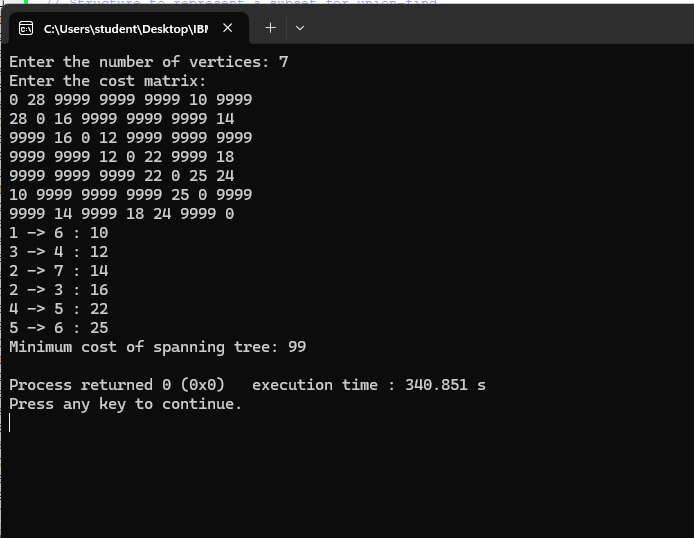 // Structure to represent a subset for union-find
C:\Users\student\Desktop\IBM
Enter the number of vertices: 7
Enter the cost matrix:
0 28 9999 9999 9999 10 9999
28 0 16 9999 9999 9999 14
9999 16 0 12 9999 9999 9999
9999 9999 12 0 22 9999 18
9999 9999 9999 22 0 25 24
10 9999 9999 9999 25 0 9999
9999 14 9999 18 24 9999 0
1 -> 6 : 10
3 -> 4 : 12
2 -> 7 : 14
2 -> 3 : 16
4 -> 5 : 22
5 -> 6 : 25
Minimum cost of spanning tree: 99
Process returned 0 (0x0)   execution time : 340.851 s
Press any key to continue.